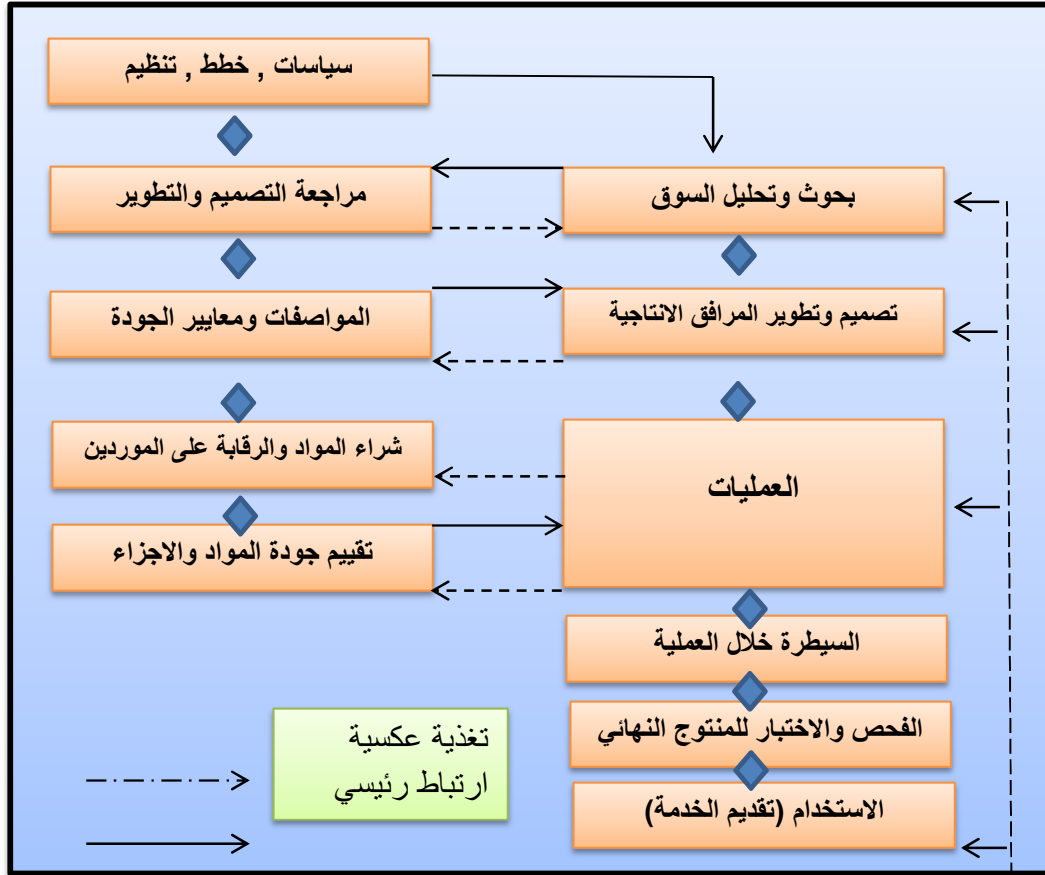 سياسات , خطط , تنظيم
بحوث وتحليل السوق
مراجعة التصميم والتطوير
تصميم وتطوير المرافق الانتاجية
المواصفات ومعايير الجودة
العمليات
شراء المواد والرقابة على الموردين
تقييم جودة المواد والاجزاء
السيطرة خلال العملية
الفحص والاختبار للمنتوج النهائي
الاستخدام (تقديم الخدمة)
تغذية عكسية
ارتباط رئيسي